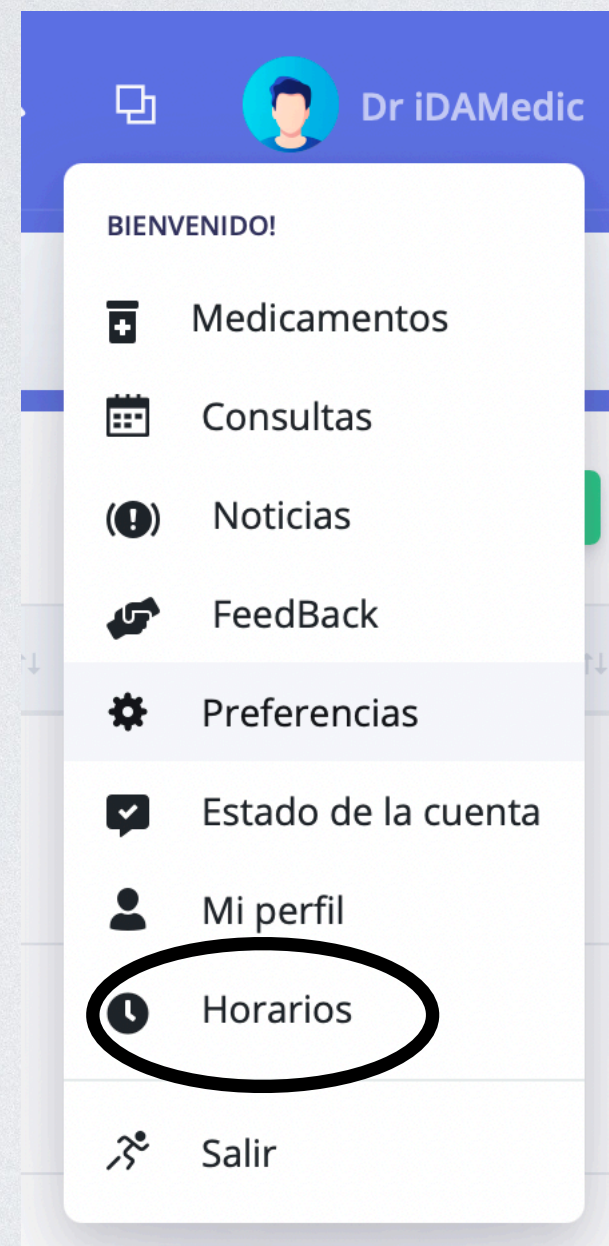 Dr iDAMedic
BIENVENIDO!
Medicamentos
Consultas
Noticias
FeedBack
Preferencias
Estado de la cuenta
Mi perfil
Horarios
Salir